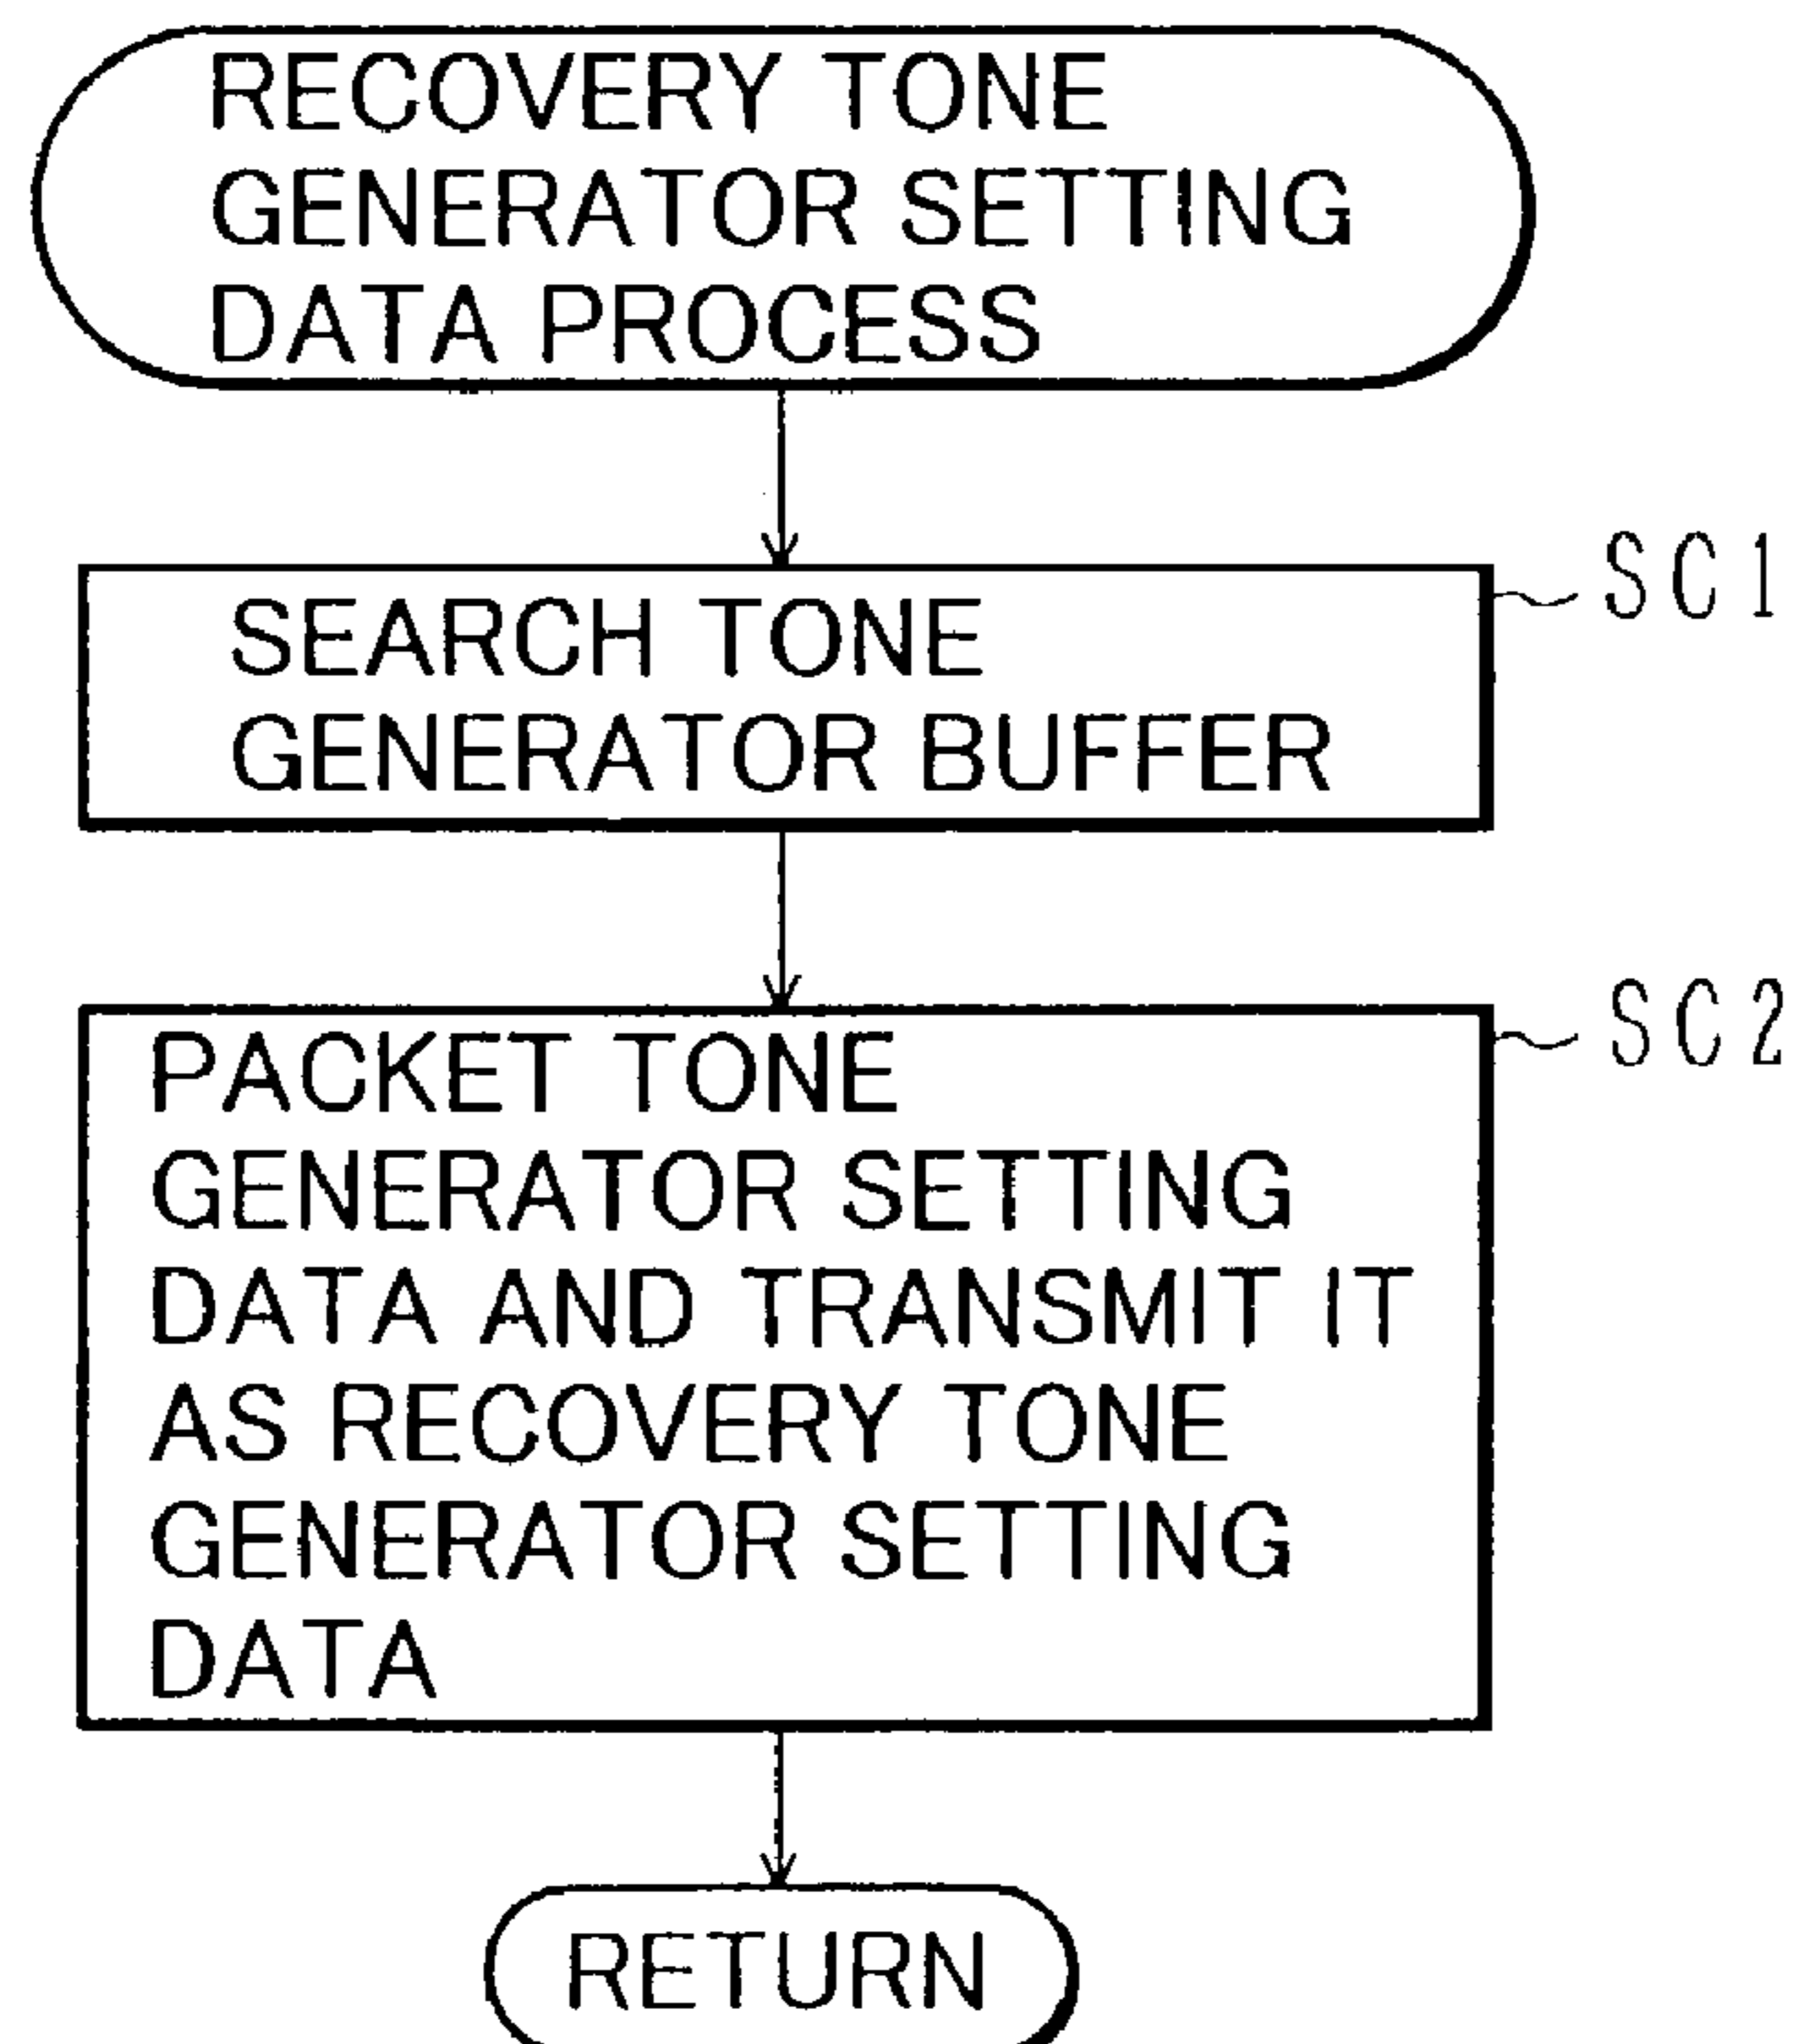 RECOVERY TONE
GENERATOR SETTING
DATA PROCESS
SC1
SEARCH TONE
GENERATOR BUFFER
SC2
PACKET TONE
GENERATOR SETTING
DATA AND TRANSMIT IT
AS RECOVERY TONE
GENERATOR SETTING
DATA
RETURN